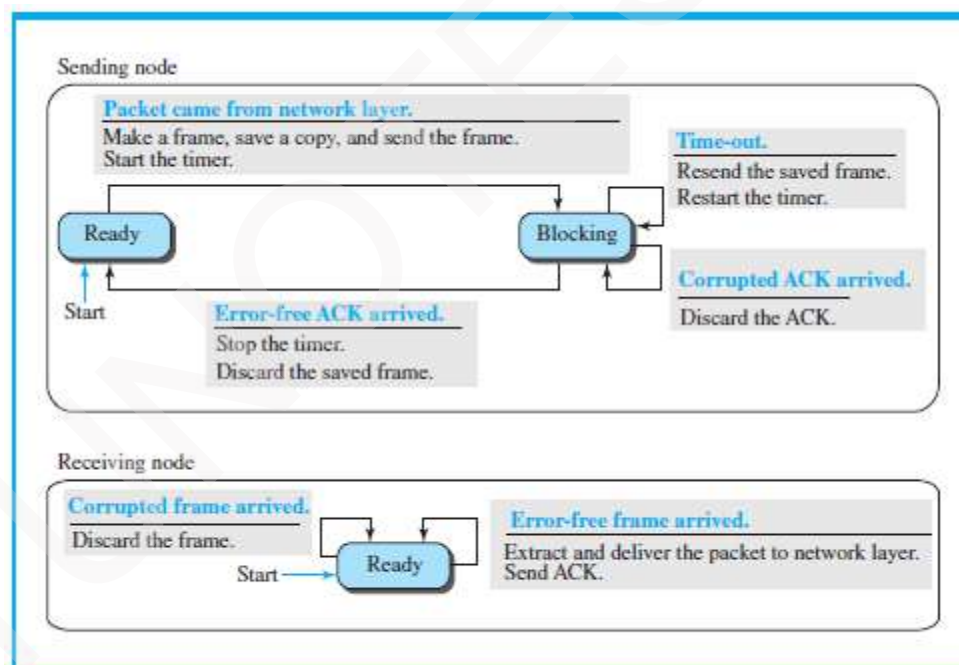 Sending node
Packet came from network layer.
Make a frame, save a copy, and send the frame.
Start the timer.
Time-out.
Resend the saved frame.
Restart the timer.
Ready
Blocking
Start
Error-free ACK arrived.
Stop the timer.
Discard the saved frame.
Corrupted ACK arrived.
Discard the ACK.
Receiving node
Corrupted frame arrived.
Discard the frame.
Start
Ready
Error-free frame arrived.
Extract and deliver the packet to network layer.
Send ACK.